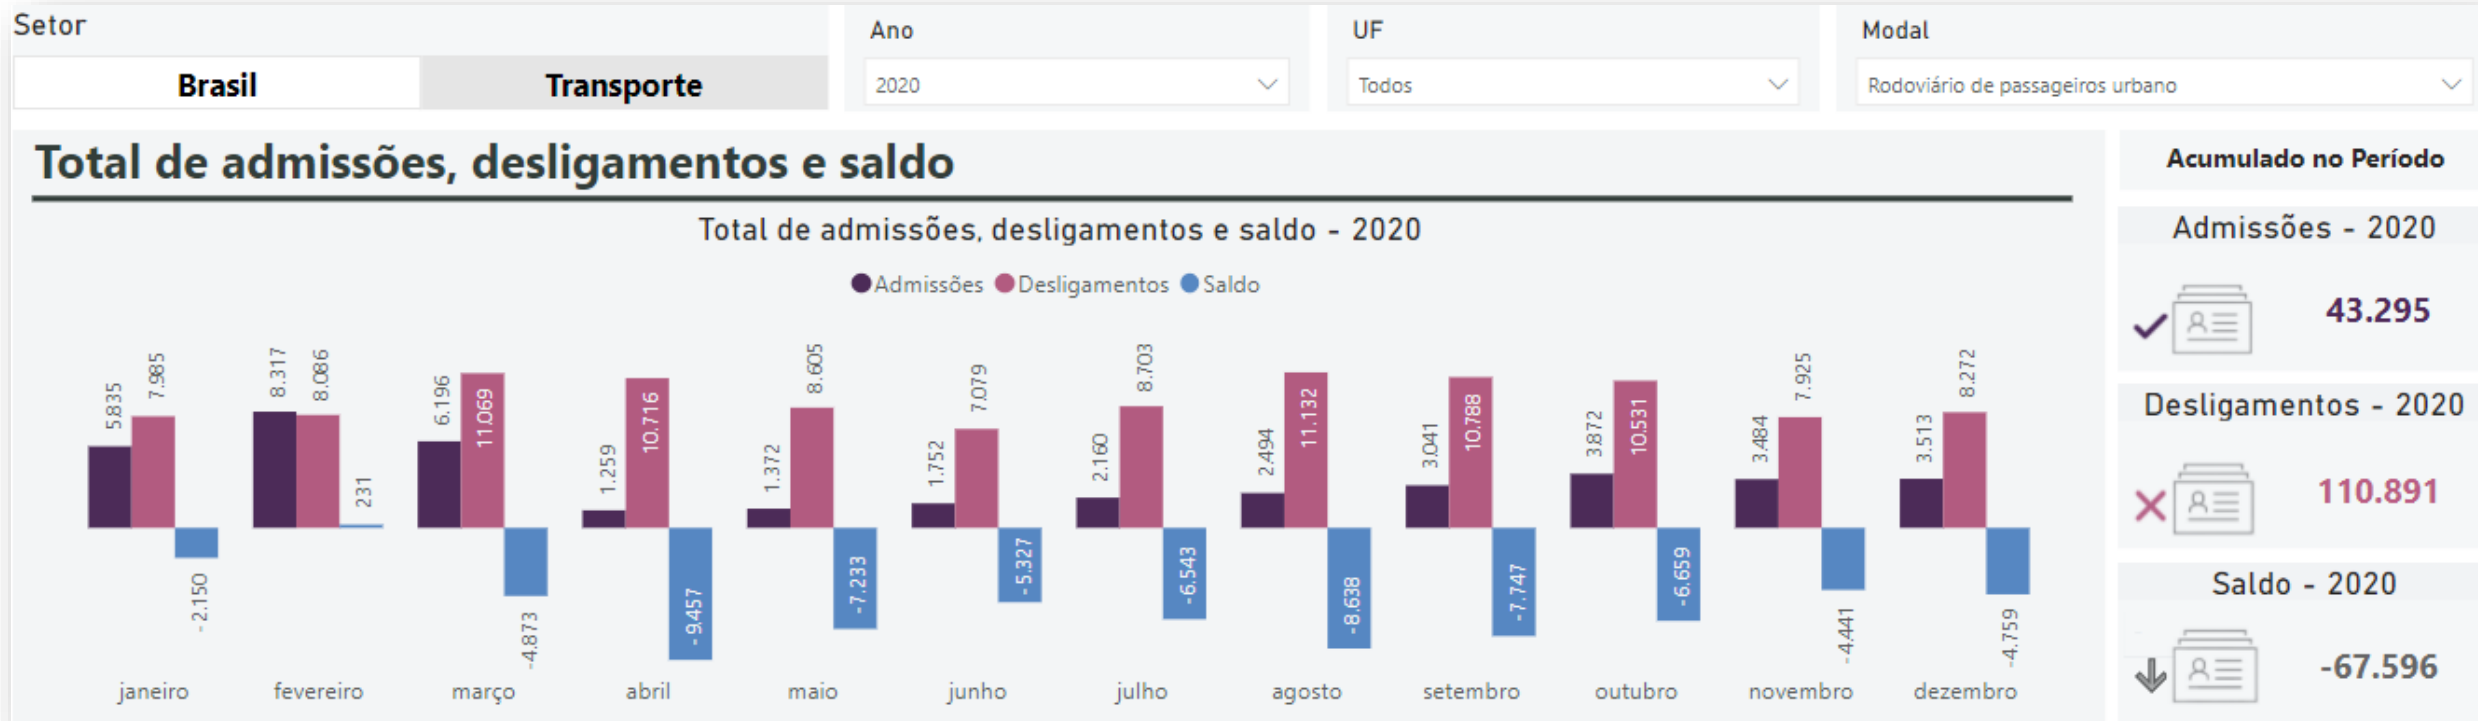 Setor
Brasil
Transporte
Ano
2020
UF
Todos
Modal
Rodoviário de passageiros urbano
Total de admissões, desligamentos e saldo
Total de admissões, desligamentos e saldo - 2020
Admissões Desligamentos Saldo
5.835
7.985
-2.150
8.317
8.086
231
6.196
11.069
-4.873
1.259
10.716
-9.457
1.372
8.605
-7.233
1.752
7.079
-5.327
2.160
8.703
-6.543
2.494
11.132
-8.638
3.041
10.788
-7.747
3.872
10.531
-6.659
3.484
7.925
-4.441
3.513
8.272
-4.759
janeiro fevereiro março abril maio junho julho agosto setembro outubro novembro dezembro
Acumulado no Período
Admissões - 2020
43.295
Desligamentos - 2020
110.891
Saldo - 2020
-67.596